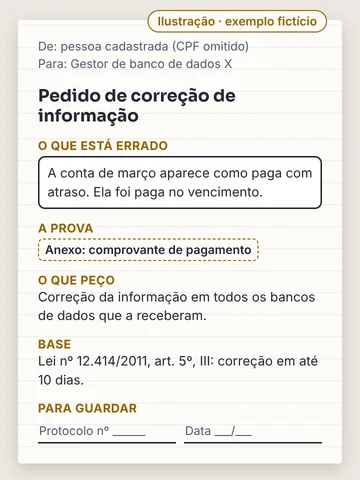 Ilustração · exemplo fictício
De: pessoa cadastrada (CPF omitido)
Para: Gestor de banco de dados X
Pedido de correção de
informação
O QUE ESTÁ ERRADO
A conta de março aparece como paga com
atraso. Ela foi paga no vencimento.
A PROVA
Anexo: comprovante de pagamento
O QUE PEÇO
Correção da informação em todos os bancos
de dados que a receberam.
BASE
Lei nº 12.414/2011, art. 5º, III: correção em até
10 dias.
PARA GUARDAR
Protocolo nº ______ Data ___/___